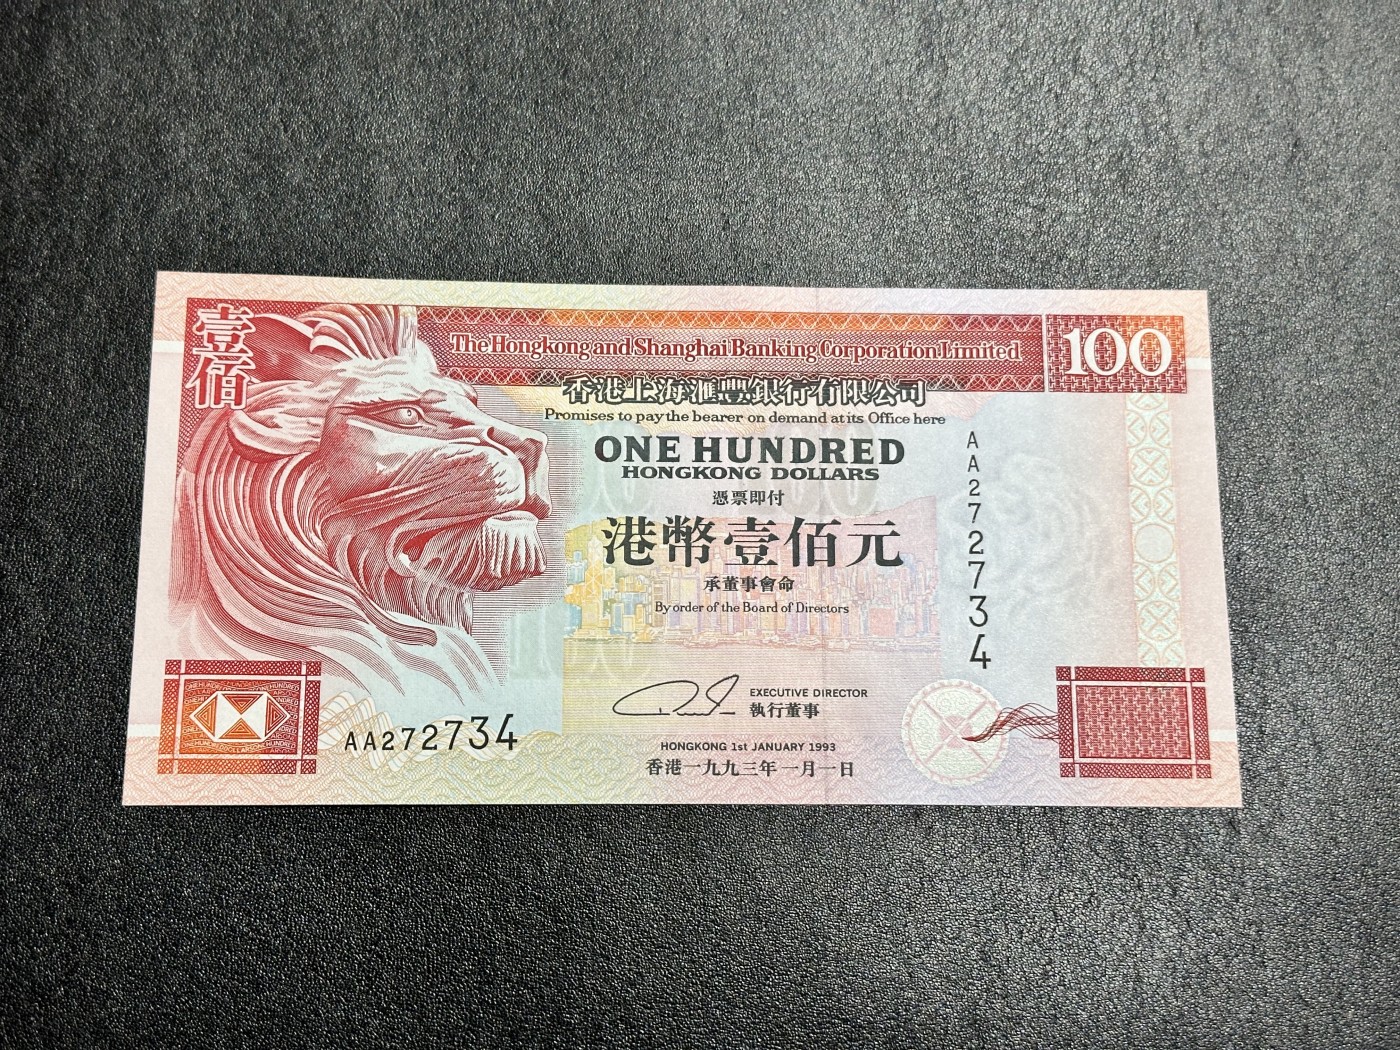 壹佰
The Hongkong and Shanghai Banking Corporation Limited
100
香港上海滙豐銀行有限公司
Promises to pay the bearer on demand at its Office here
ONE HUNDRED
HONGKONG DOLLARS
憑票即付
港幣壹佰元
承董事會命
By order of the Board of Directors
AA272734
EXECUTIVE DIRECTOR
執行董事
AA272734
HONGKONG 1st JANUARY 1993
香港一九九三年一月一日